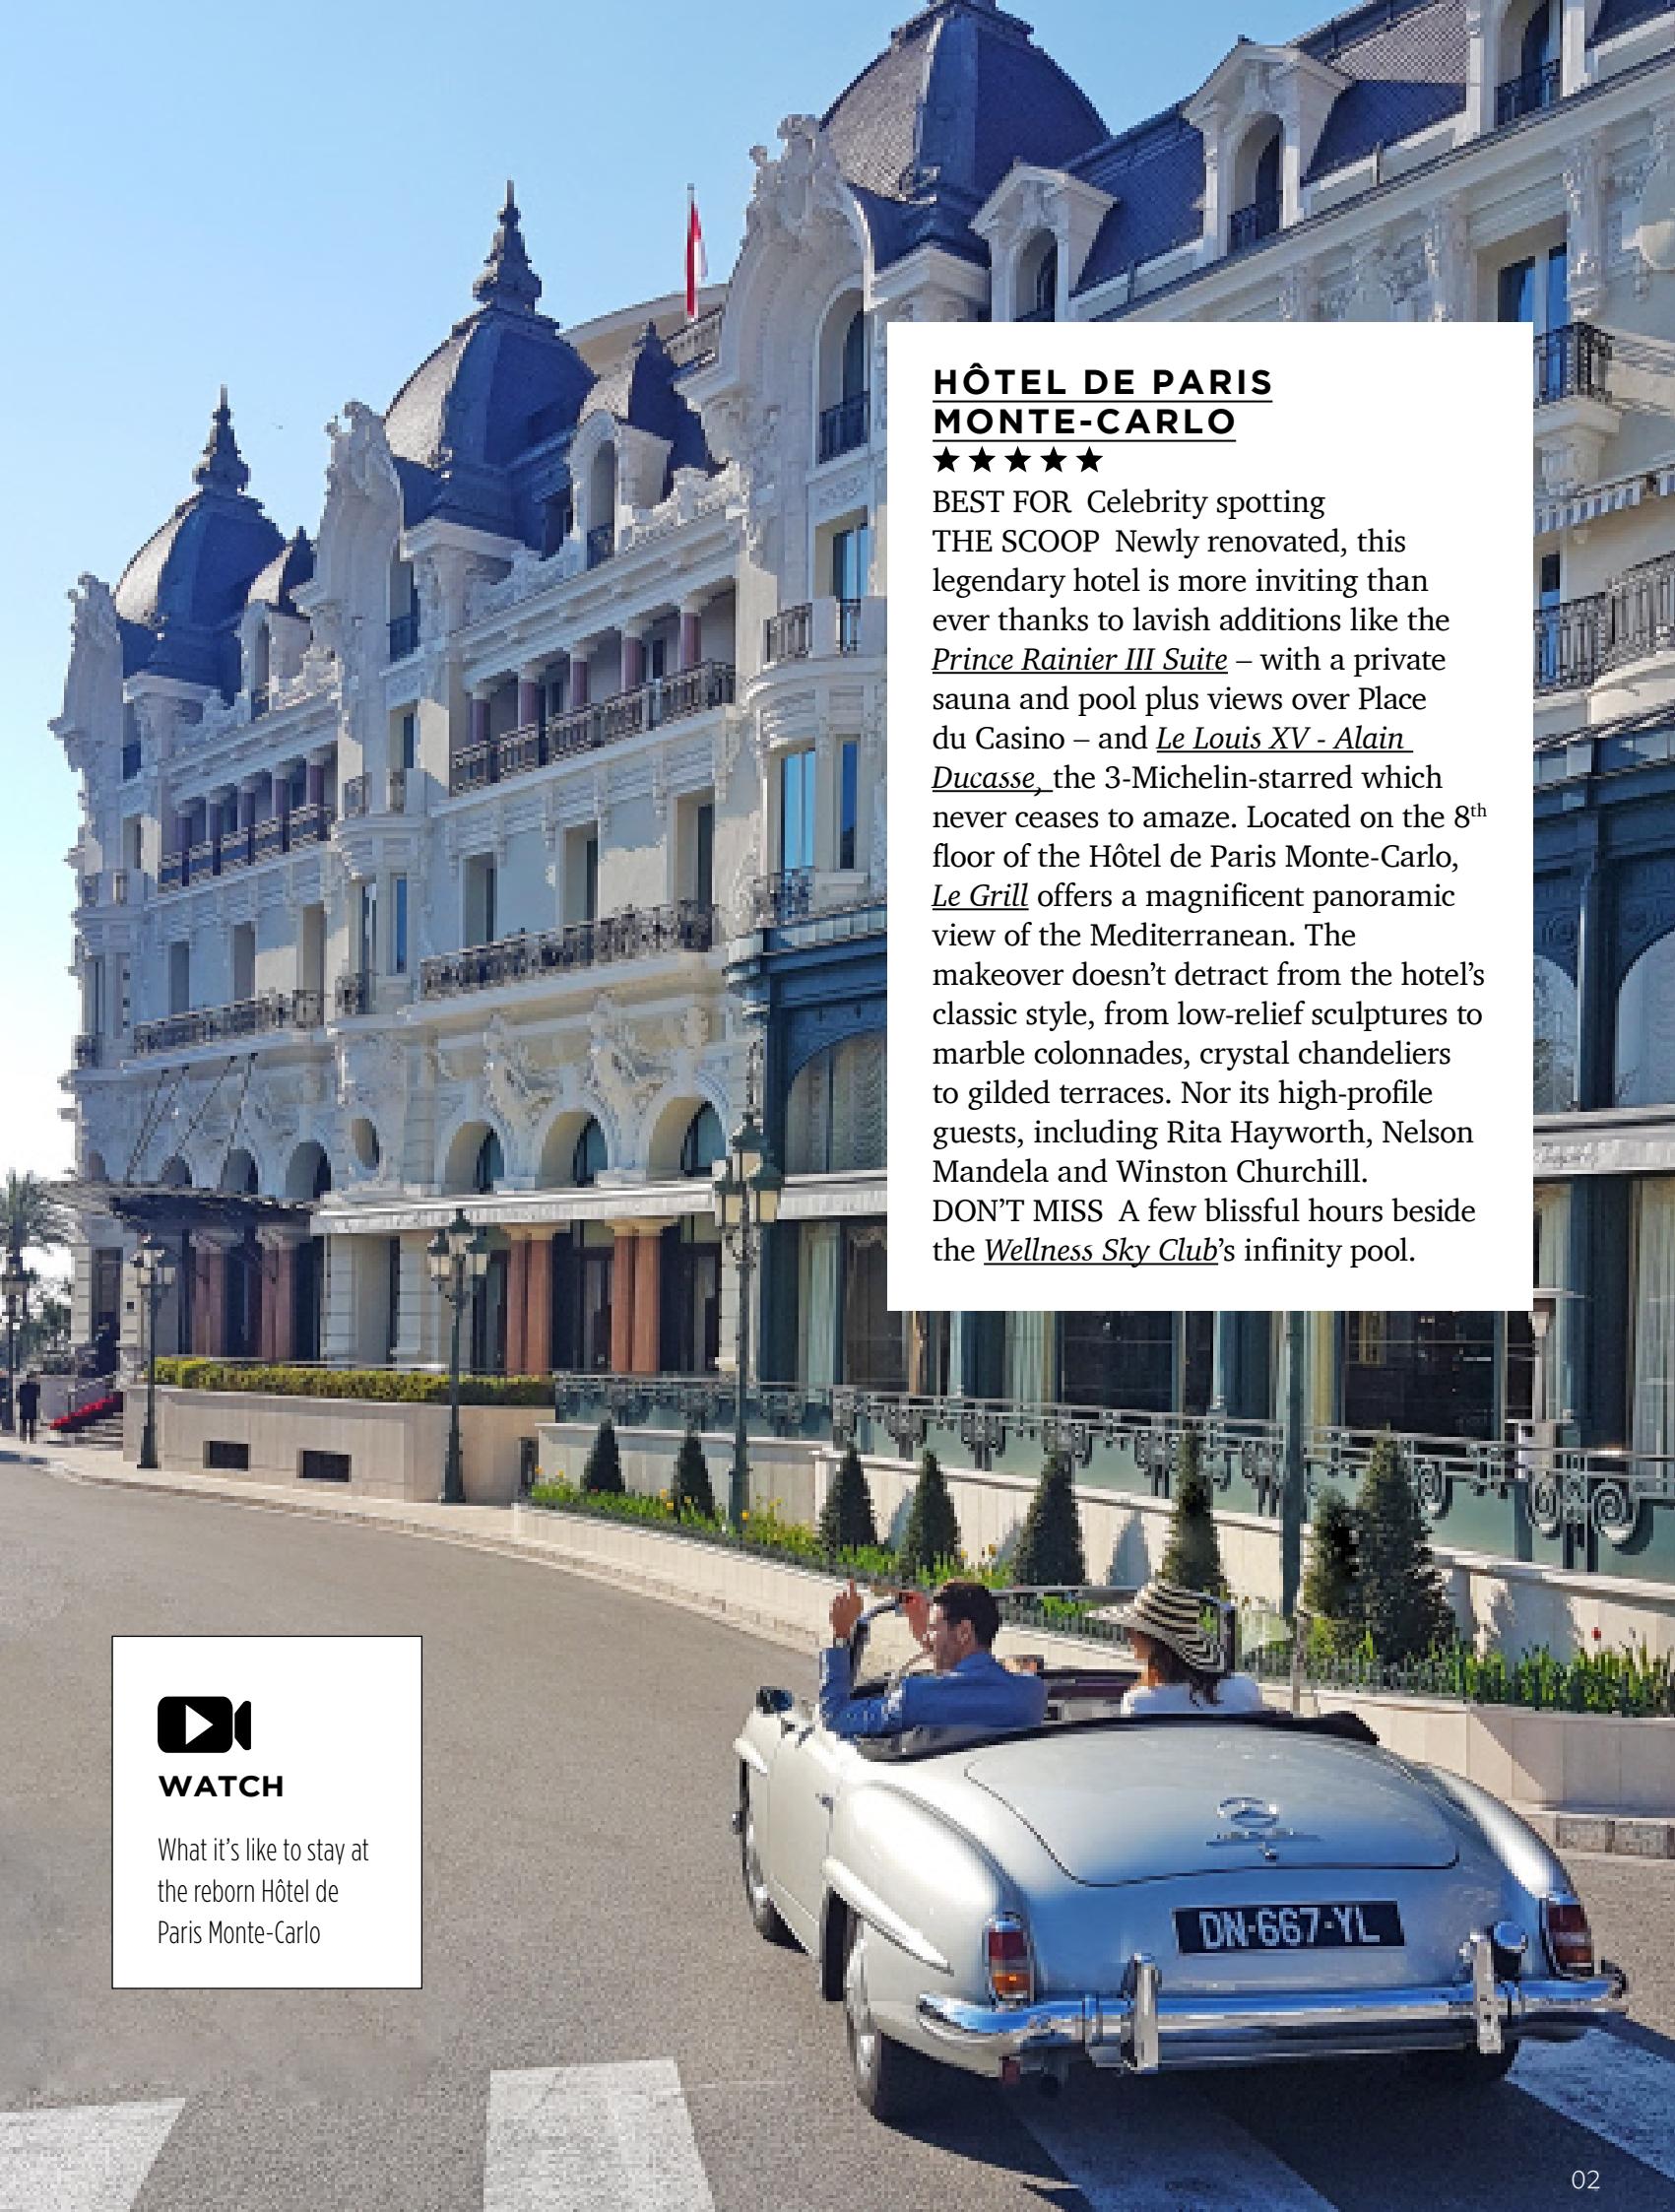 HÔTEL DE PARIS
MONTE-CARLO
★★★★★
BEST FOR Celebrity spotting
THE SCOOP Newly renovated, this
legendary hotel is more inviting than
ever thanks to lavish additions like the
Prince Rainier III Suite – with a private
sauna and pool plus views over Place
du Casino – and Le Louis XV - Alain
Ducasse, the 3-Michelin-starred which
never ceases to amaze. Located on the 8th
floor of the Hôtel de Paris Monte-Carlo,
Le Grill offers a magnificent panoramic
view of the Mediterranean. The
makeover doesn’t detract from the hotel’s
classic style, from low-relief sculptures to
marble colonnades, crystal chandeliers
to gilded terraces. Nor its high-profile
guests, including Rita Hayworth, Nelson
Mandela and Winston Churchill.
DON’T MISS A few blissful hours beside
the Wellness Sky Club’s infinity pool.
WATCH
What it’s like to stay at
the reborn Hôtel de
Paris Monte-Carlo
DN-667-YL
02